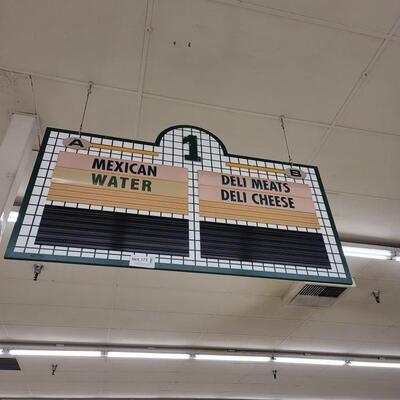 1
A
MEXICAN
WATER
B
DELI MEATS
DELI CHEESE